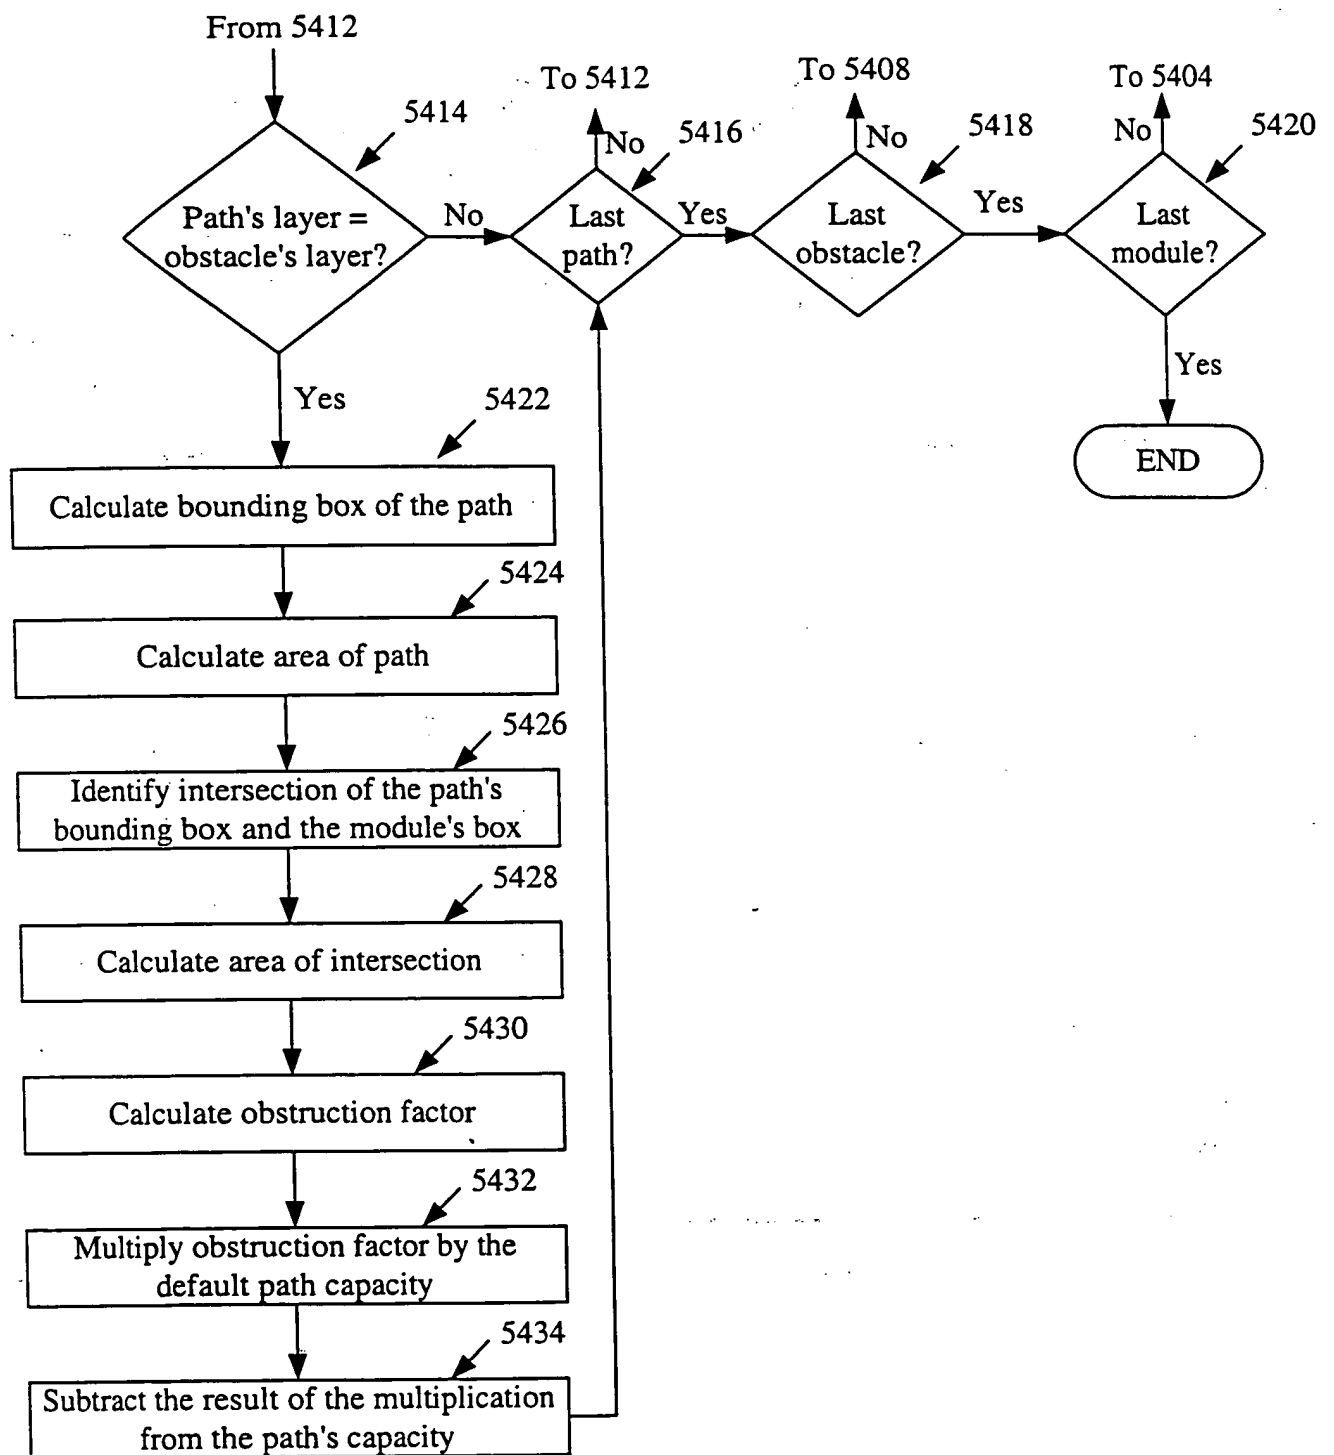 From 5412
To 5412
To 5408
To 5404
5414
5416
5418
5420
No
No
No
Path's layer =
obstacle's layer?
No
Last
path?
Yes
Last
obstacle?
Yes
Last
module?
Yes
Yes
END
5422
Calculate bounding box of the path
5424
Calculate area of path
5426
Identify intersection of the path's
bounding box and the module's box
5428
Calculate area of intersection
5430
Calculate obstruction factor
5432
Multiply obstruction factor by the
default path capacity
5434
Subtract the result of the multiplication
from the path's capacity